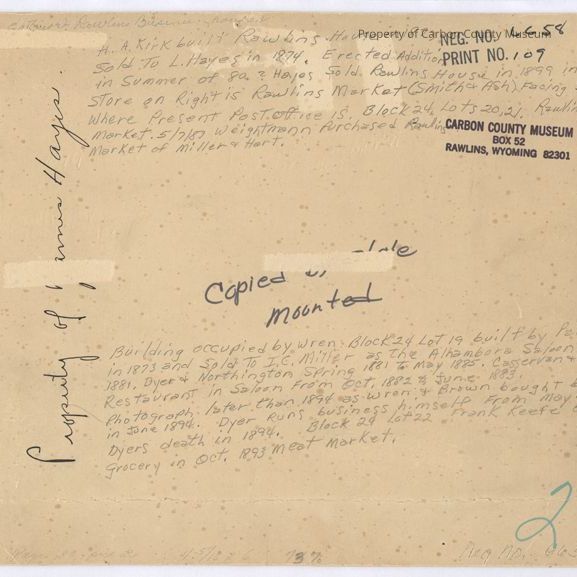 Property of Carbon County Museum
NEG. NO.
PRINT NO. 109
H. A. Kirk built Rawlins
Sold To L. Hayes in 1874. Erected Addition
in Summer of 80. ? Hayes Sold Rawlins House in 1899
Store on Right is Rawlins Market (Smith & Ash) Facing
Where Present Post office is. Block 24, Lots 20, 21. Rawlins
Market. 5/7/87 Weightmann Purchased Rawlins
Market of Miller & Hart.
CARBON COUNTY MUSEUM
BOX 52
RAWLINS, WYOMING 82301
Property of James Hayes.
Copied
mounted
Building occupied by Wren. Block 24 Lot 19 built by
in 1873 and Sold To I.C. Miller as The Alhambora Saloon
1881. Dyer & Northington Spring 1881 to May 1885. Casservan &
Restaurant in Saloon From Oct, 1882 to June. 1893.
Photograph later than 1894 as Wren & Brown bought
in June 1894. Dyer Runs business himself From May
Dyers death in 1894. Block 24 Lot 22 Frank Keefe
Grocery in Oct. 1893 Meat Market.
2